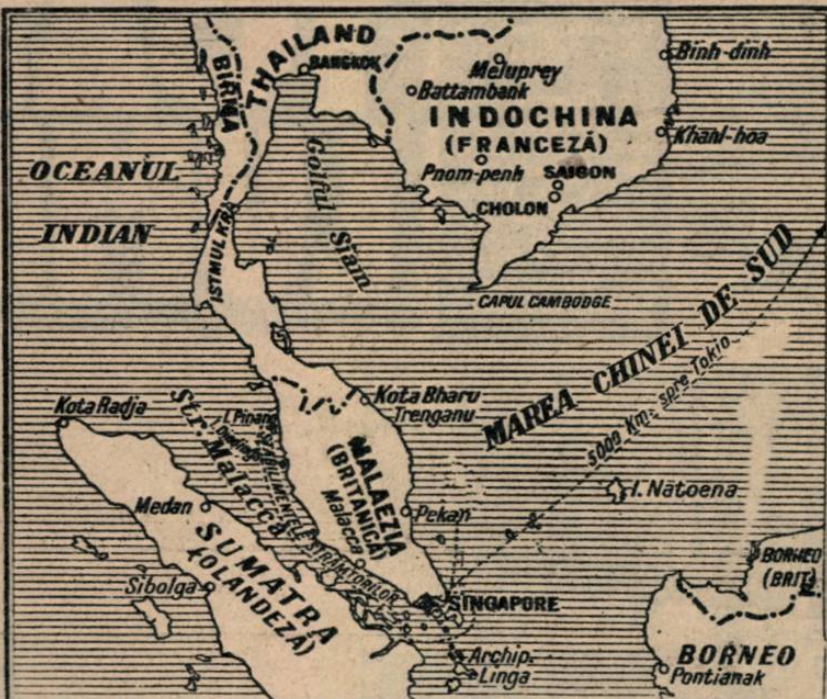 THAILAND
BIRMA
BANGKOK
Binh-dinh
Meluprey
Battambank
INDOCHINA
(FRANCEZĂ)
Khanl-hoa
Pnom-penh
SAIGON
CHOLON
OCEANUL
INDIAN
Golful Siam
ISTMUL KRA
CAPUL CAMBODGE
MAREA CHINEI DE SUD
5000 Km. spre Tokio
Kota Radja
Str. Malacca
I. Pinang
Kota Bharu
Trenganu
MALAEZIA
(BRITANICĂ)
Malacca
Pekan
I. Natoena
Medan
STRAMTORILOR
SUMATRA
(OLANDEZĂ)
Sibolga
SINGAPORE
BORNEO
(BRIT)
Archip.
Linga
BORNEO
Pontianak